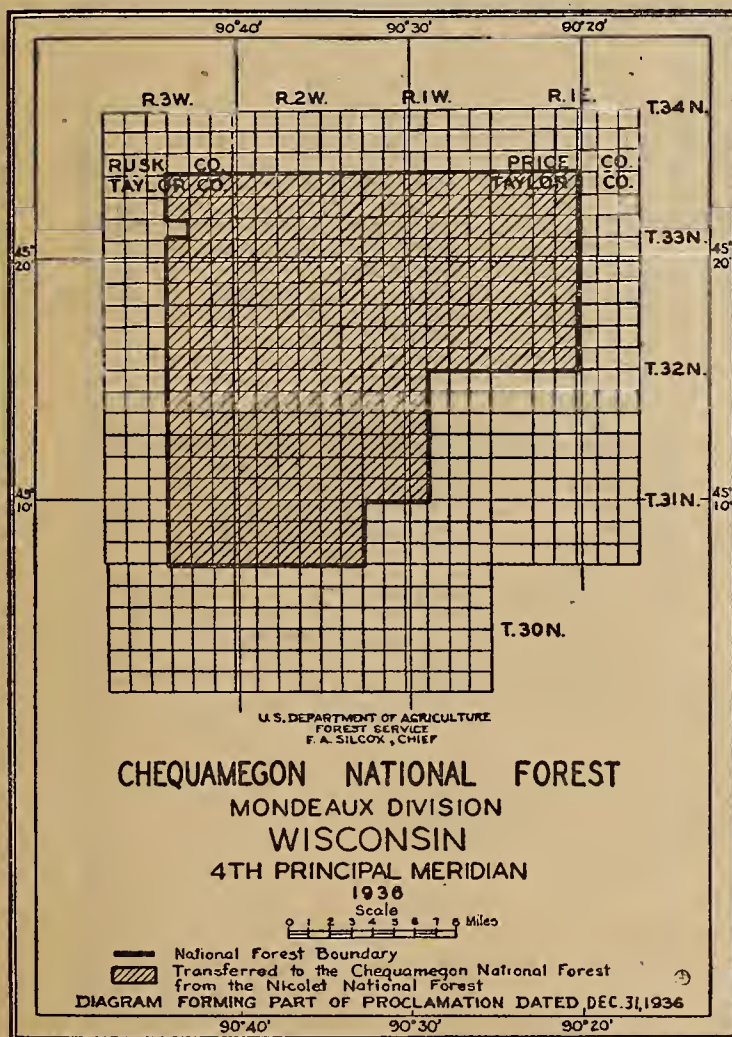 90°40' 90°30' 90°20'
R.3W. R.2W. R.1W. R.1E.
T.34N.
RUSK CO. PRICE CO.
TAYLOR CO. TAYLOR CO.
T.33N.
45° 20' 45° 20'
T.32N.
45° 10' T.31N. 45° 10'
T.30N.
U.S. DEPARTMENT OF AGRICULTURE
FOREST SERVICE
F. A. SILCOX, CHIEF
CHEQUAMEGON NATIONAL FOREST
MONDEAUX DIVISION
WISCONSIN
4TH PRINCIPAL MERIDIAN
1936
Scale
0 1 2 3 4 5 6 7 8 Miles
National Forest Boundary
Transferred to the Chequamegon National Forest
from the Nicolet National Forest
DIAGRAM FORMING PART OF PROCLAMATION DATED, DEC.31,1936
90°40' 90°30' 90°20'